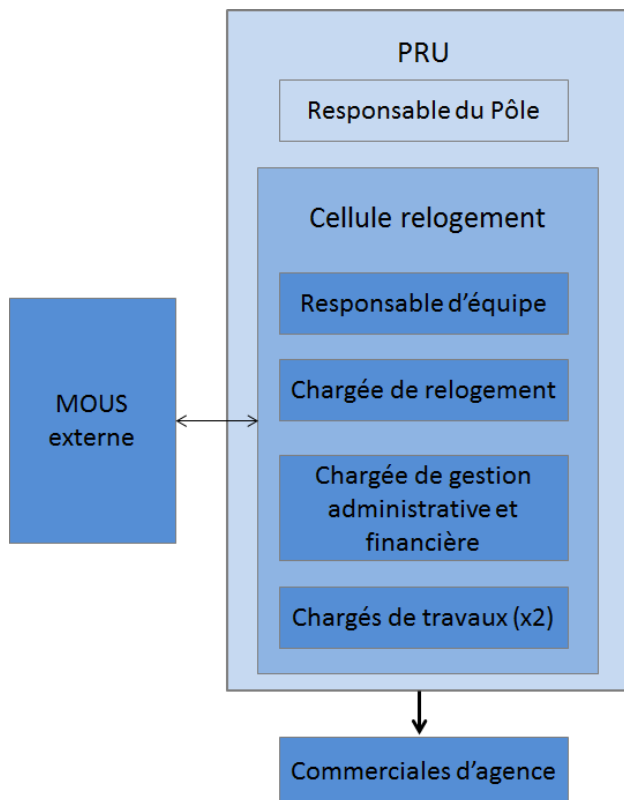 PRU
Responsable du Pôle
Cellule relogement
Responsable d'équipe
Chargée de relogement
MOUS
externe
Chargée de gestion
administrative et
financière
Chargés de travaux (x2)
Commerciales d'agence